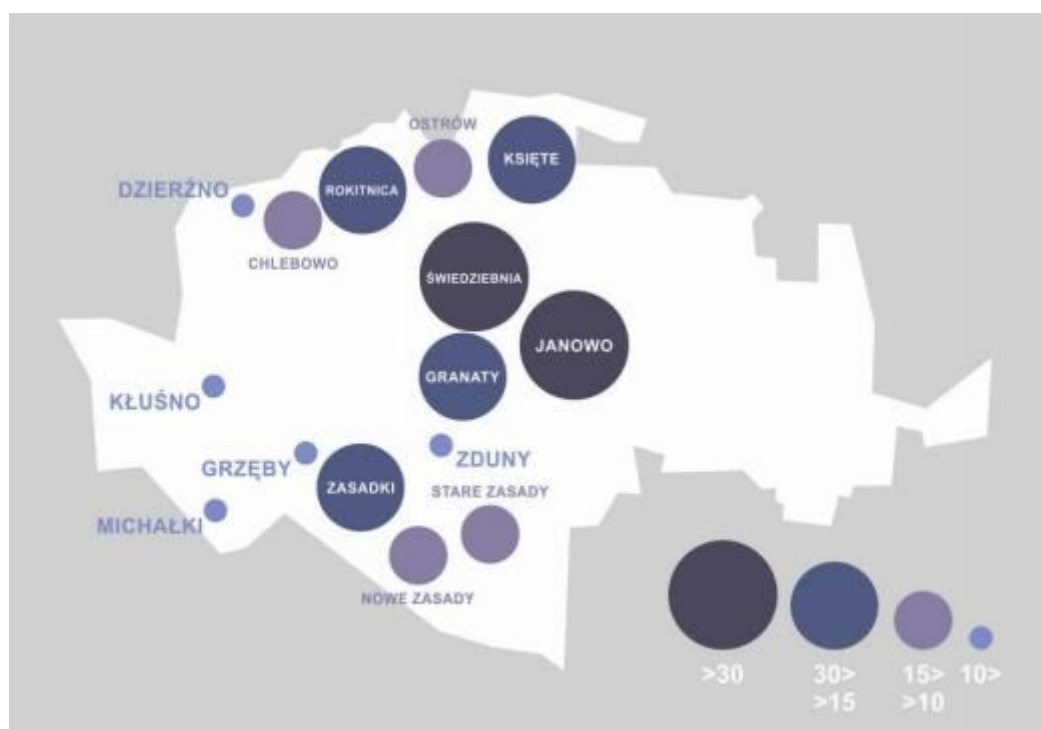 OSTRÓW
KSIĘTE
DZIERŹNO
ROKITNICA
CHLEBOWO
ŚWIEDZIEBNIA
JANOWO
GRANATY
KŁUŚNO
GRZĘBY
ZDUNY
ZASADKI
STARE ZASADY
MICHAŁKI
NOWE ZASADY
>30
30>
>15
15>
>10
10>